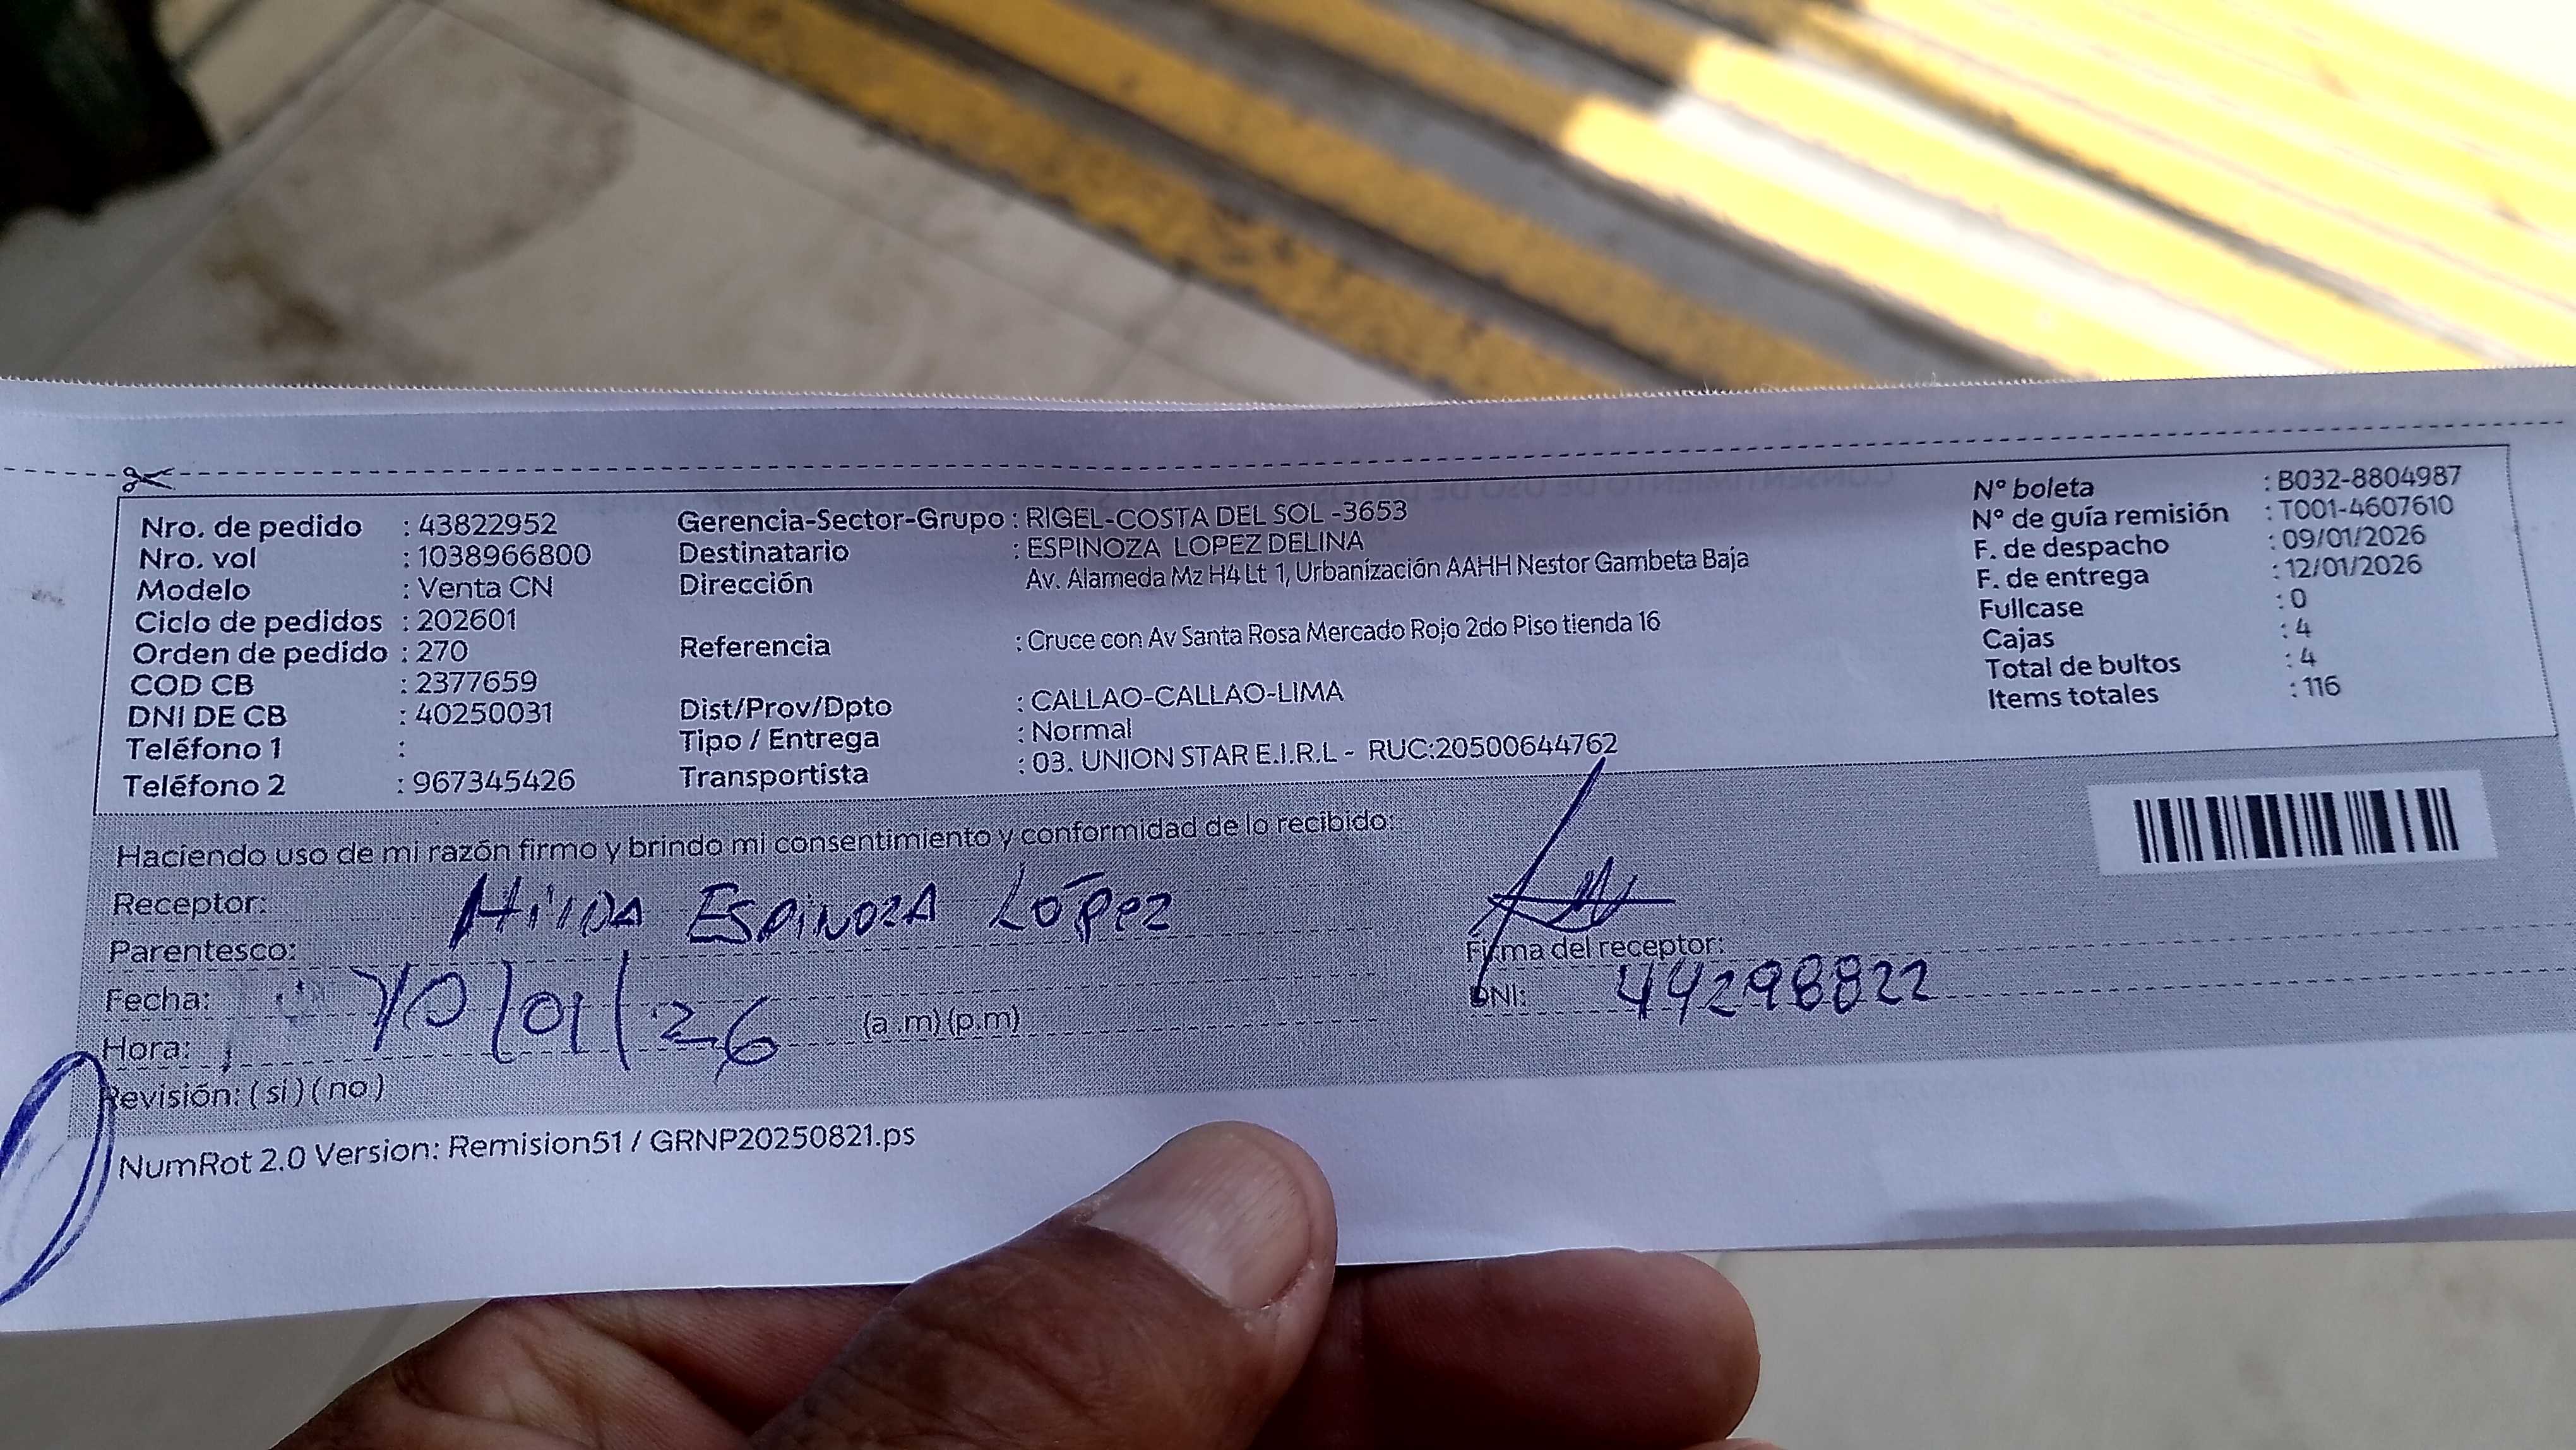 Nro. de pedido : 43822952
Nro. vol : 1038966800
Modelo : Venta CN
Ciclo de pedidos : 202601
Orden de pedido : 270
COD CB : 2377659
DNI DE CB : 40250031
Teléfono 1 :
Teléfono 2 : 967345426
Gerencia-Sector-Grupo : RIGEL-COSTA DEL SOL -3653
Destinatario : ESPINOZA LOPEZ DELINA
Dirección Av. Alameda Mz H4 Lt 1, Urbanización AAHH Nestor Gambeta Baja
Referencia : Cruce con Av Santa Rosa Mercado Rojo 2do Piso tienda 16
Dist/Prov/Dpto : CALLAO-CALLAO-LIMA
Tipo / Entrega : Normal
Transportista : 03. UNION STAR E.I.R.L - RUC:20500644762
Nº boleta : B032-8804987
Nº de guía remisión : T001-4607610
F. de despacho : 09/01/2026
F. de entrega : 12/01/2026
Fullcase : 0
Cajas : 4
Total de bultos : 4
Items totales : 116
Haciendo uso de mi razón firmo y brindo mi consentimiento y conformidad de lo recibido:
Receptor: Hilda ESPINOZA López
Parentesco:
Fecha: 10/01/26
Hora: (a.m)(p.m)
Revisión: (si) (no)
Firma del receptor:
DNI: 44298822
NumRot 2.0 Version: Remision51 / GRNP20250821.ps